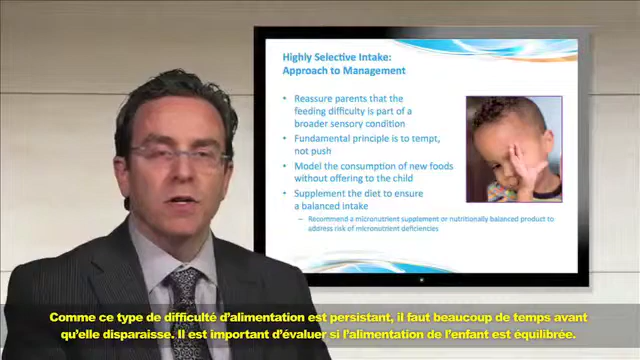 Highly Selective Intake:
Approach to Management
• Reassure parents that the
feeding difficulty is part of a
broader sensory condition
• Fundamental principle is to tempt,
not push
• Model the consumption of new foods
without offering to the child
• Supplement the diet to ensure
a balanced intake
– Recommend a micronutrient supplement or nutritionally balanced product to
address risk of micronutrient deficiencies
Comme ce type de difficulté d'alimentation est persistant, il faut beaucoup de temps avant
qu'elle disparaisse. Il est important d'évaluer si l'alimentation de l'enfant est équilibrée.